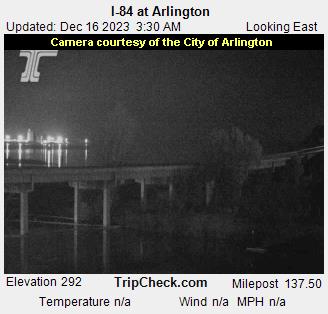 I-84 at Arlington
Updated: Dec 16 2023 3:30 AM Looking East
Camera courtesy of the City of Arlington
Elevation 292 TripCheck.com Milepost 137.50
Temperature n/a Wind n/a MPH n/a